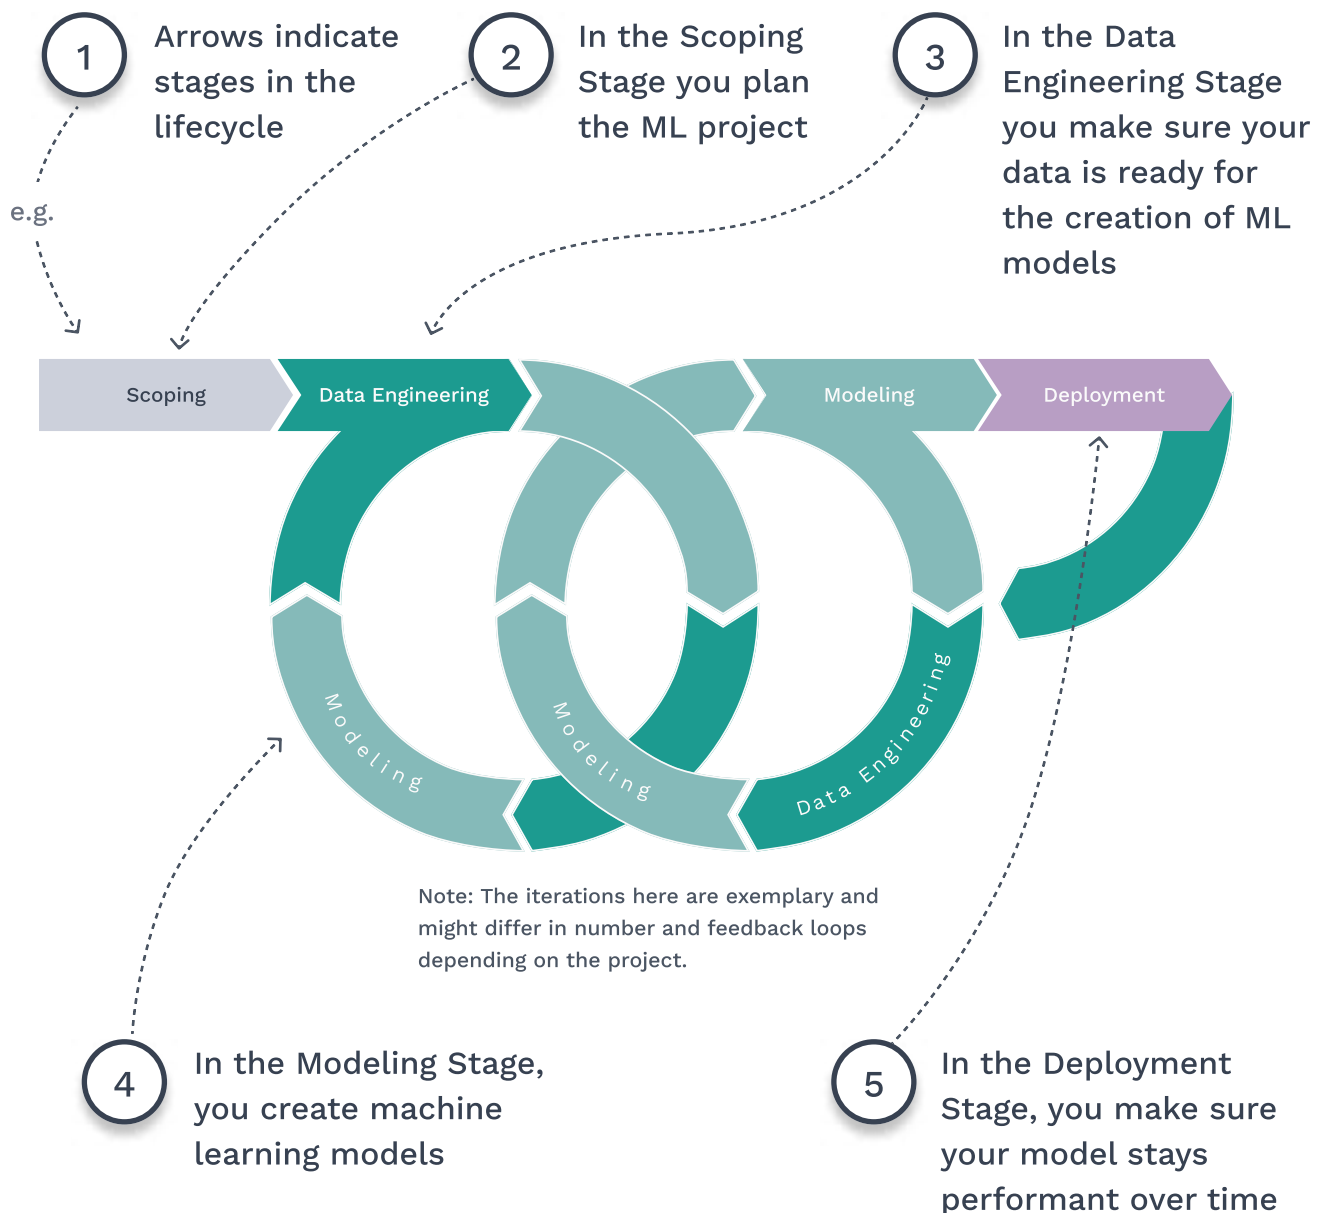 1
Arrows indicate
stages in the
lifecycle
2
In the Scoping
Stage you plan
the ML project
3
In the Data
Engineering Stage
you make sure your
data is ready for
the creation of ML
models
e.g.
Scoping
Data Engineering
Modeling
Deployment
Modeling
Modeling
Data Engineering
Note: The iterations here are exemplary and
might differ in number and feedback loops
depending on the project.
4
In the Modeling Stage,
you create machine
learning models
5
In the Deployment
Stage, you make sure
your model stays
performant over time